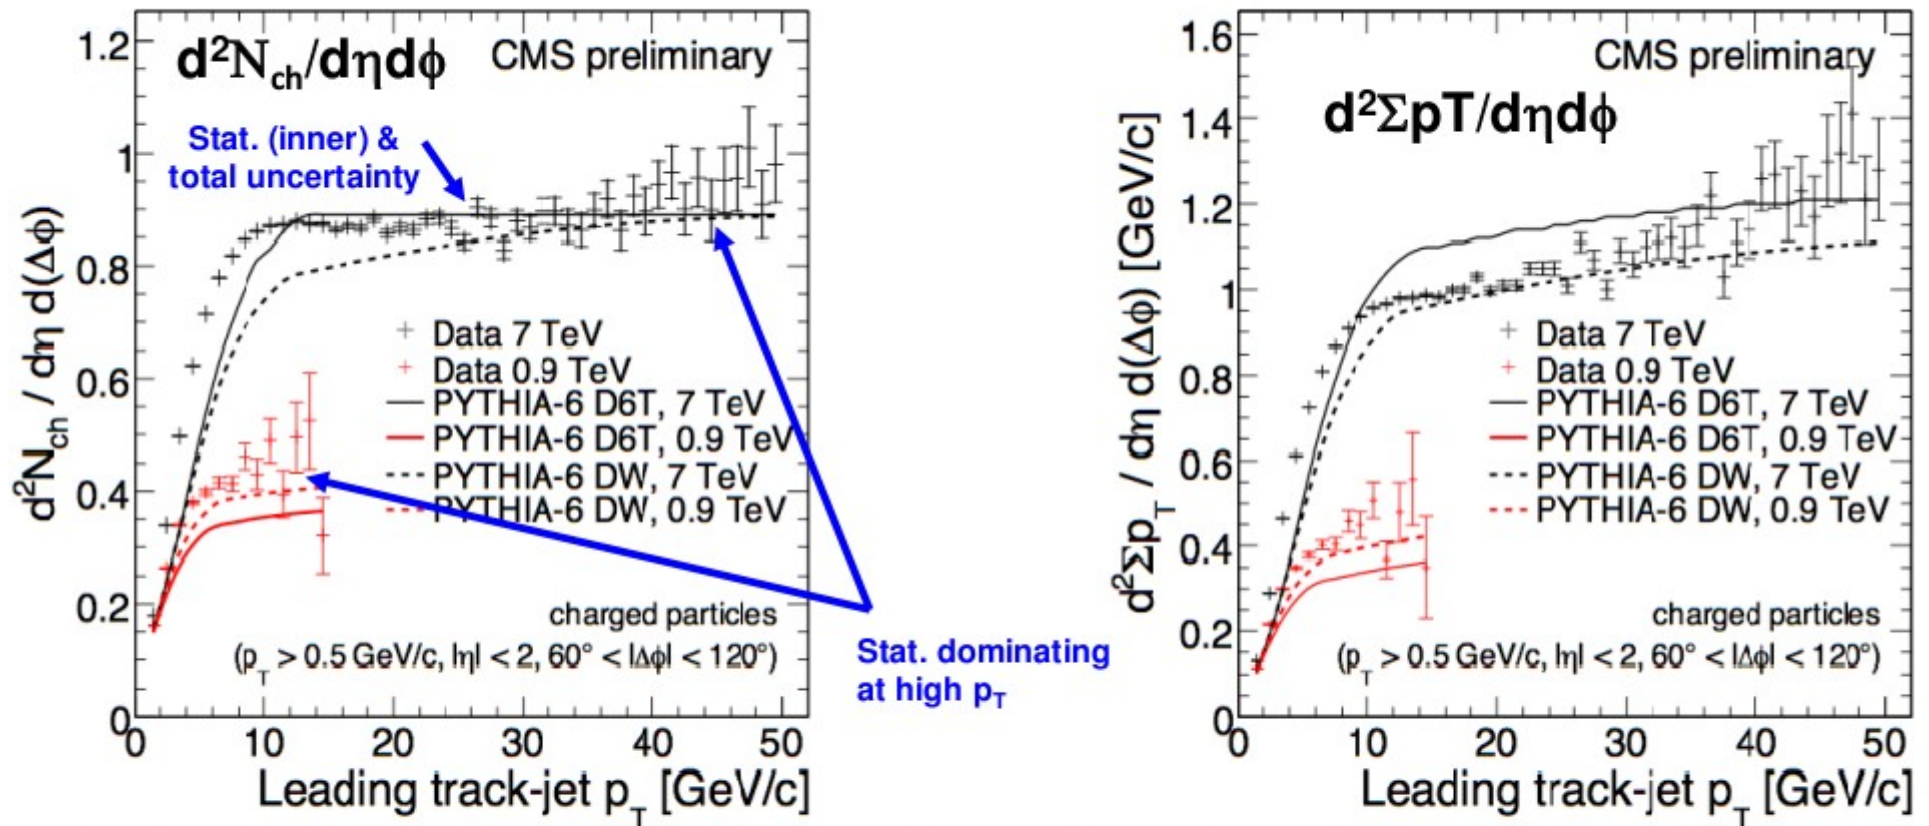 d²N_ch/dηdϕ
CMS preliminary
Stat. (inner) &
total uncertainty
Data 7 TeV
Data 0.9 TeV
PYTHIA-6 D6T, 7 TeV
PYTHIA-6 D6T, 0.9 TeV
PYTHIA-6 DW, 7 TeV
PYTHIA-6 DW, 0.9 TeV
charged particles
(p_T > 0.5 GeV/c, |η| < 2, 60° < |Δϕ| < 120°)
d²N_ch / dη d(Δϕ)
1.2
1
0.8
0.6
0.4
0.2
0
0 10 20 30 40 50
Leading track-jet p_T [GeV/c]
Stat. dominating
at high p_T
CMS preliminary
d²ΣpT/dηdϕ
Data 7 TeV
Data 0.9 TeV
PYTHIA-6 D6T, 7 TeV
PYTHIA-6 D6T, 0.9 TeV
PYTHIA-6 DW, 7 TeV
PYTHIA-6 DW, 0.9 TeV
charged particles
(p_T > 0.5 GeV/c, |η| < 2, 60° < |Δϕ| < 120°)
d²Σp_T / dη d(Δϕ) [GeV/c]
1.6
1.4
1.2
1
0.8
0.6
0.4
0.2
0
0 10 20 30 40 50
Leading track-jet p_T [GeV/c]